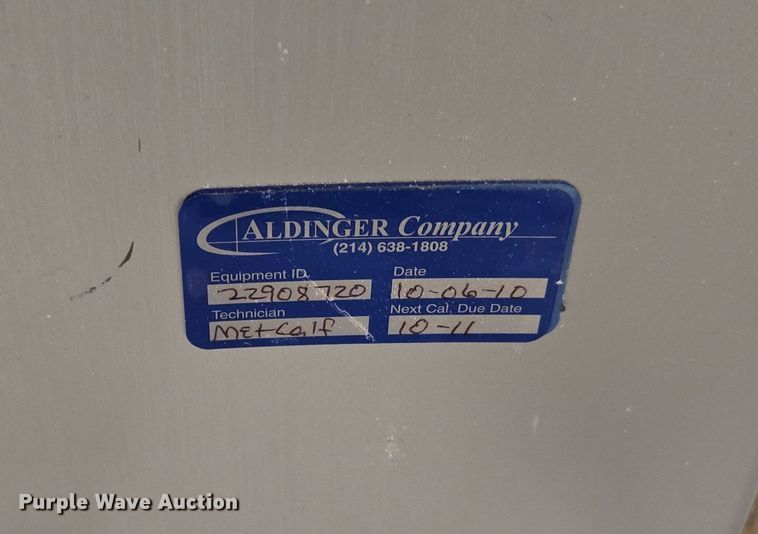 ALDINGER Company
(214) 638-1808
Equipment ID. Date
22908720 10-06-10
Technician Next Cal. Due Date
Metcalf 10-11
Purple Wave Auction